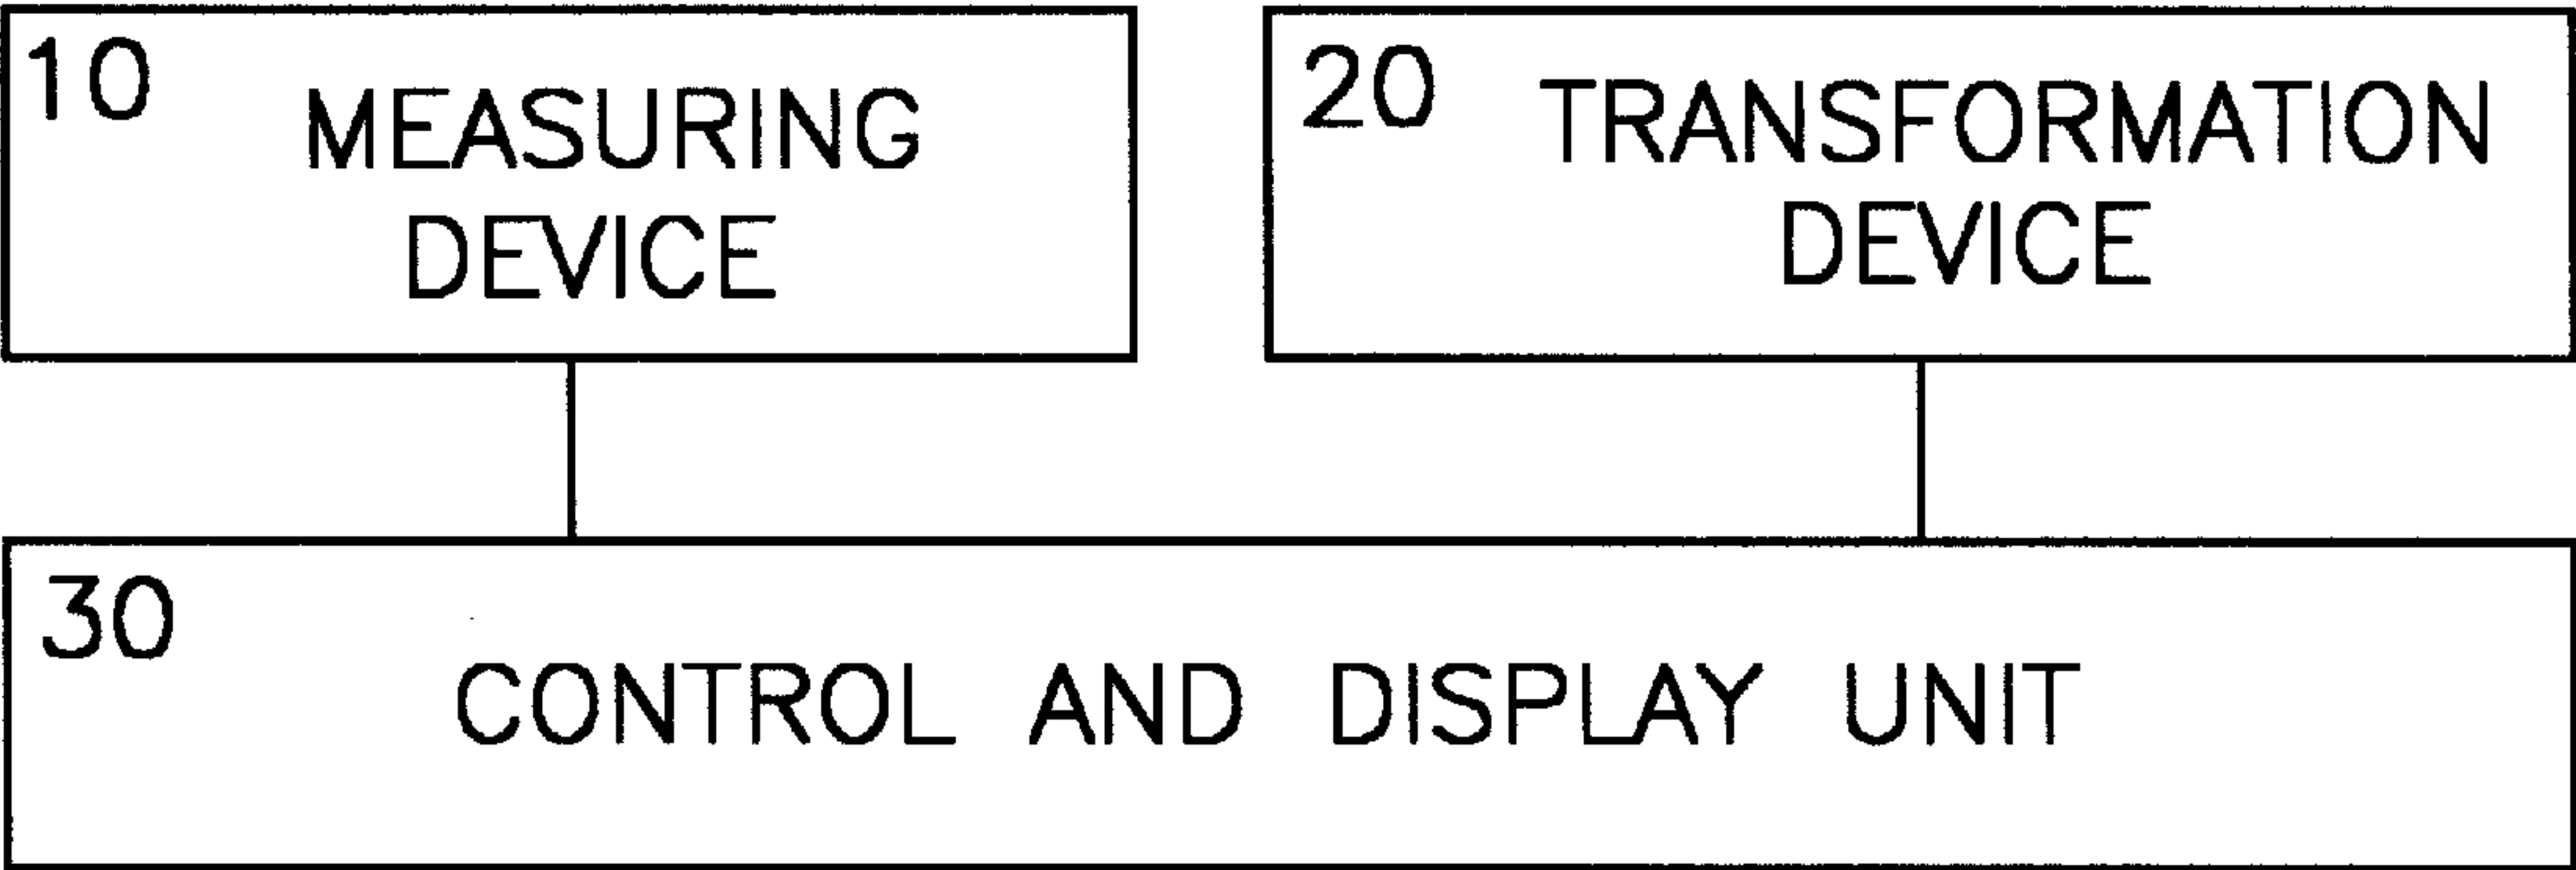 10
MEASURING
DEVICE
20
TRANSFORMATION
DEVICE
30
CONTROL AND DISPLAY UNIT